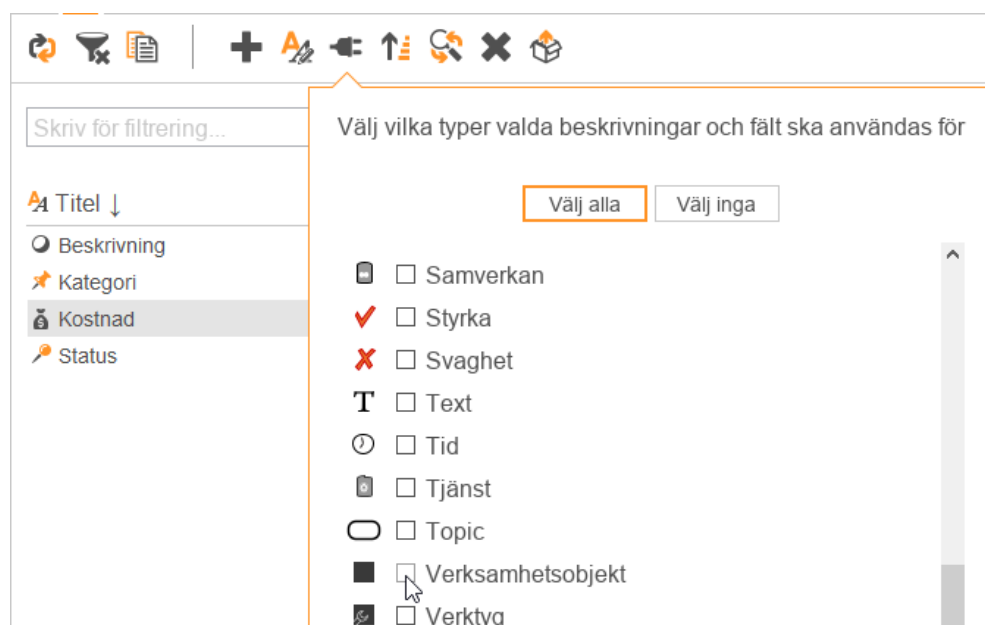 Skriv för filtrering...
Titel ↓
Beskrivning
Kategori
Kostnad
Status
Välj vilka typer valda beskrivningar och fält ska användas för
Välj alla Välj inga
Samverkan
Styrka
Svaghet
Text
Tid
Tjänst
Topic
Verksamhetsobjekt
Verktyg